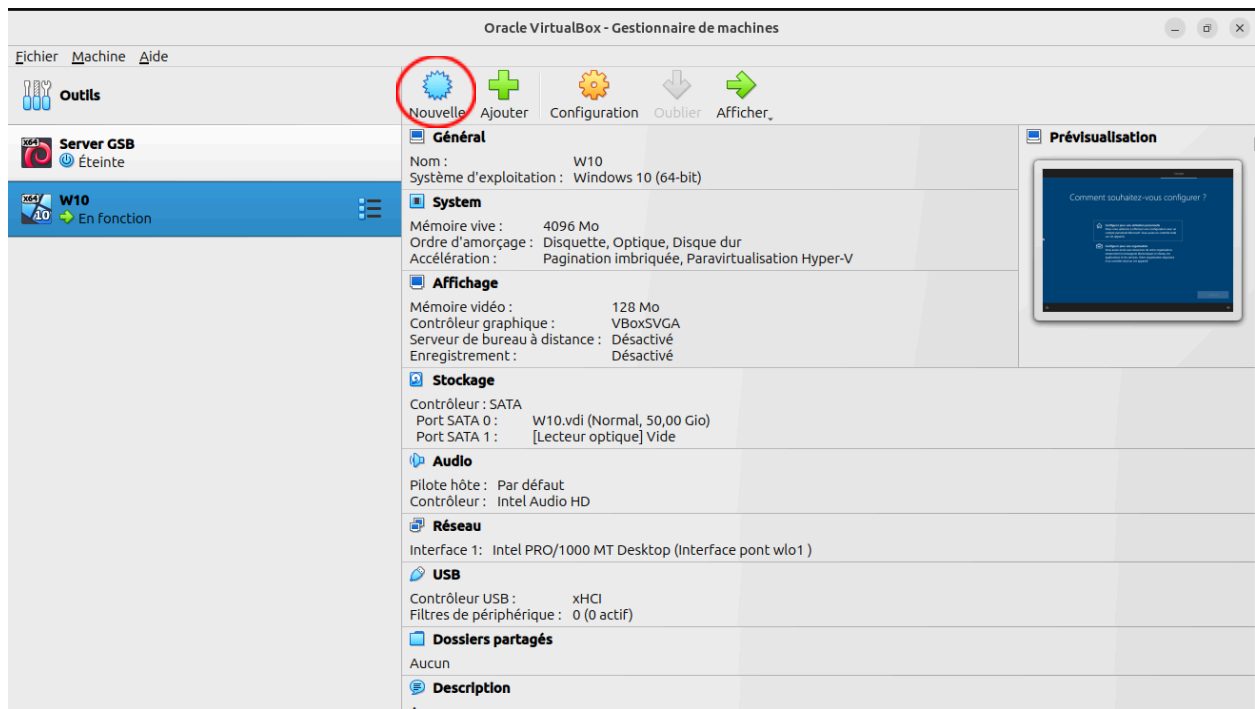 Oracle VirtualBox - Gestionnaire de machines
Fichier Machine Aide
Outils
Nouvelle Ajouter Configuration Oublier Afficher
Server GSB
Éteinte
W10
En fonction
Général
Nom : W10
Système d'exploitation : Windows 10 (64-bit)
System
Mémoire vive : 4096 Mo
Ordre d'amorçage : Disquette, Optique, Disque dur
Accélération : Pagination imbriquée, Paravirtualisation Hyper-V
Affichage
Mémoire vidéo : 128 Mo
Contrôleur graphique : VBoxSVGA
Serveur de bureau à distance : Désactivé
Enregistrement : Désactivé
Stockage
Contrôleur : SATA
Port SATA 0 : W10.vdi (Normal, 50,00 Gio)
Port SATA 1 : [Lecteur optique] Vide
Audio
Pilote hôte : Par défaut
Contrôleur : Intel Audio HD
Réseau
Interface 1: Intel PRO/1000 MT Desktop (Interface pont wlo1 )
USB
Contrôleur USB : xHCI
Filtres de périphérique : 0 (0 actif)
Dossiers partagés
Aucun
Description
Prévisualisation
Comment souhaitez-vous configurer ?